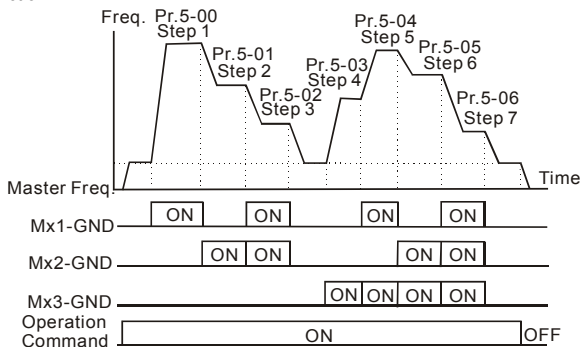 Freq.
Pr.5-00
Step 1
Pr.5-01
Step 2
Pr.5-02
Step 3
Pr.5-03
Step 4
Pr.5-04
Step 5
Pr.5-05
Step 6
Pr.5-06
Step 7
Time
Master Freq.
Mx1-GND ON ON ON ON
Mx2-GND ON ON ON ON
Mx3-GND ON ON ON ON
Operation
Command ON OFF